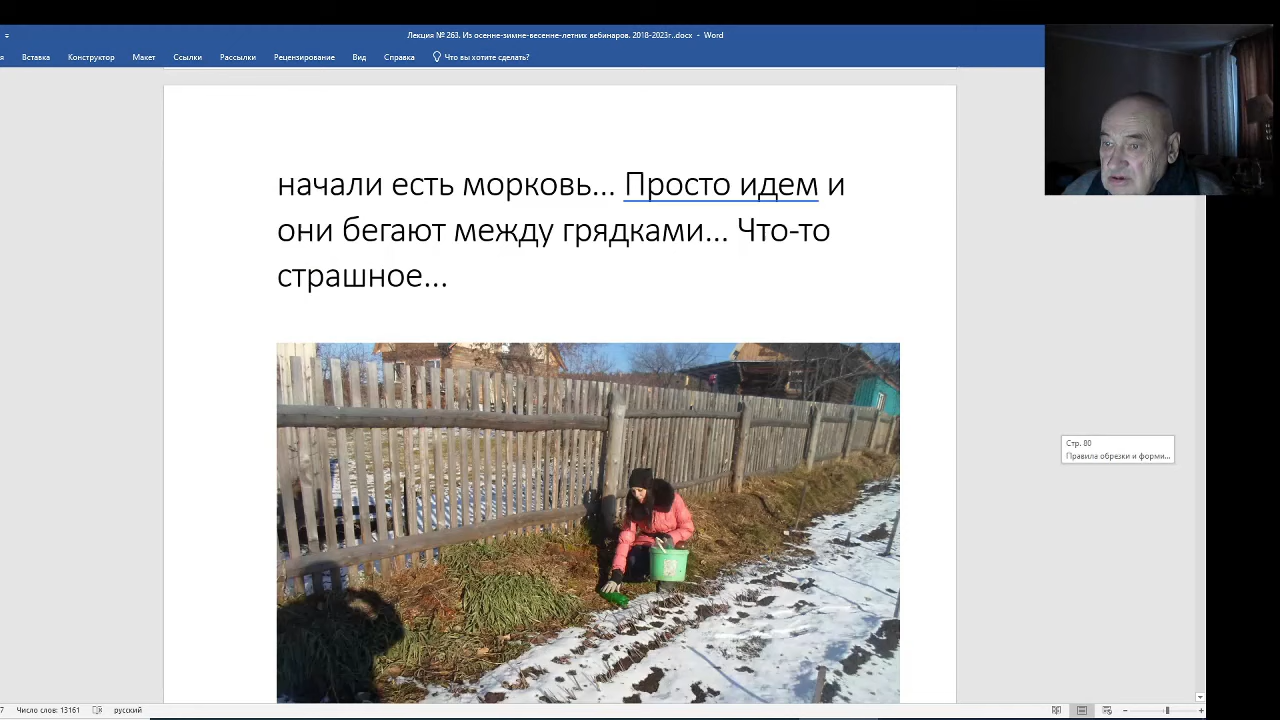 Лекция № 263. Из осенне-зимне-весенне-летних вебинаров. 2018-2023г..docx - Word
Вставка Конструктор Макет Ссылки Рассылки Рецензирование Вид Справка Что вы хотите сделать?
начали есть морковь... Просто идем и
они бегают между грядками... Что-то
страшное...
Стр. 80
Правила обрезки и форми...
Число слов: 13161 русский